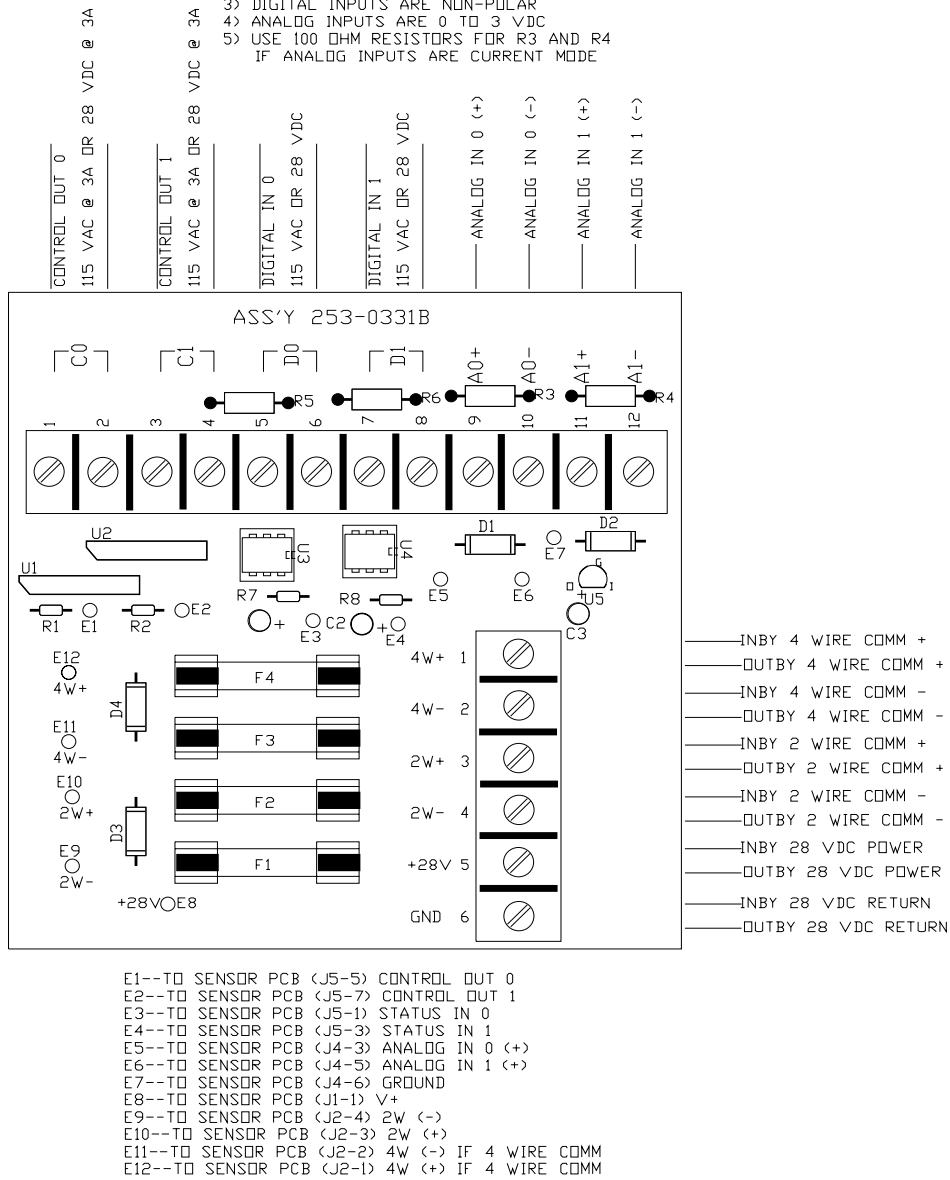 3) DIGITAL INPUTS ARE NON-POLAR
4) ANALOG INPUTS ARE 0 TO 3 VDC
5) USE 100 OHM RESISTORS FOR R3 AND R4
IF ANALOG INPUTS ARE CURRENT MODE
CONTROL OUT 0
115 VAC @ 3A OR 28 VDC @ 3A
CONTROL OUT 1
115 VAC @ 3A OR 28 VDC @ 3A
DIGITAL IN 0
115 VAC OR 28 VDC
DIGITAL IN 1
115 VAC OR 28 VDC
ANALOG IN 0 (+)
ANALOG IN 0 (-)
ANALOG IN 1 (+)
ANALOG IN 1 (-)
ASS'Y 253-0331B
C0
C1
D0
D1
A0+
A0-
A1+
A1-
R5
R6
R3
R4
1
2
3
4
5
6
7
8
9
10
11
12
U2
U1
U3
U4
D1
D2
E7
G
I
+
U5
R7
R8
E5
E6
R1
E1
R2
E2
+
E3
C2
+
E4
C3
E12
4W+
D4
E11
4W-
E10
2W+
D3
E9
2W-
+28V
E8
F4
F3
F2
F1
4W+ 1
4W- 2
2W+ 3
2W- 4
+28V 5
GND 6
INBY 4 WIRE COMM +
OUTBY 4 WIRE COMM +
INBY 4 WIRE COMM -
OUTBY 4 WIRE COMM -
INBY 2 WIRE COMM +
OUTBY 2 WIRE COMM +
INBY 2 WIRE COMM -
OUTBY 2 WIRE COMM -
INBY 28 VDC POWER
OUTBY 28 VDC POWER
INBY 28 VDC RETURN
OUTBY 28 VDC RETURN
E1--TO SENSOR PCB (J5-5) CONTROL OUT 0
E2--TO SENSOR PCB (J5-7) CONTROL OUT 1
E3--TO SENSOR PCB (J5-1) STATUS IN 0
E4--TO SENSOR PCB (J5-3) STATUS IN 1
E5--TO SENSOR PCB (J4-3) ANALOG IN 0 (+)
E6--TO SENSOR PCB (J4-5) ANALOG IN 1 (+)
E7--TO SENSOR PCB (J4-6) GROUND
E8--TO SENSOR PCB (J1-1) V+
E9--TO SENSOR PCB (J2-4) 2W (-)
E10--TO SENSOR PCB (J2-3) 2W (+)
E11--TO SENSOR PCB (J2-2) 4W (-) IF 4 WIRE COMM
E12--TO SENSOR PCB (J2-1) 4W (+) IF 4 WIRE COMM